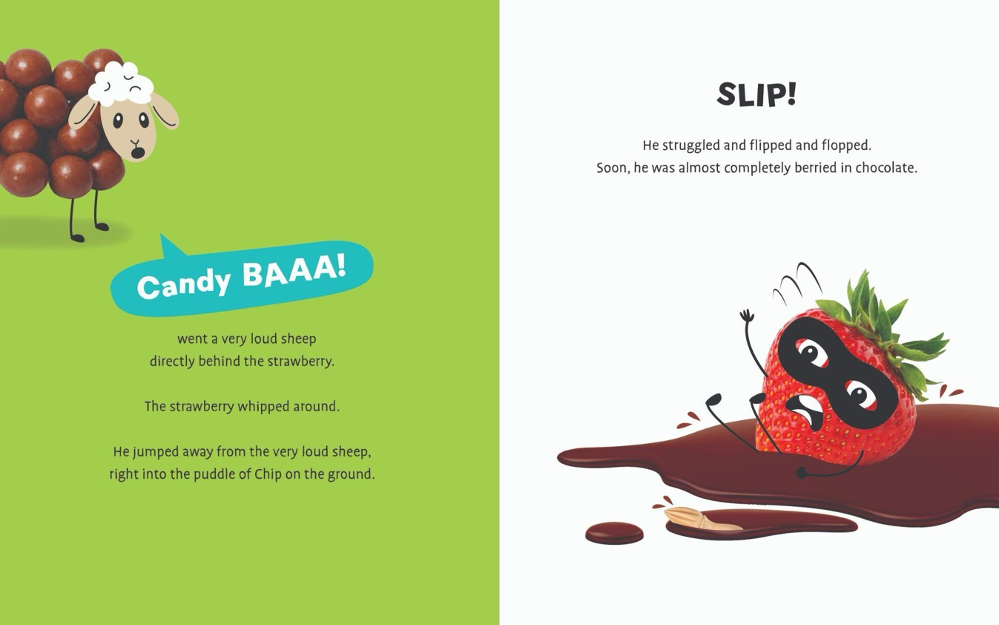 Candy BAAA!
went a very loud sheep
directly behind the strawberry.
The strawberry whipped around.
He jumped away from the very loud sheep,
right into the puddle of Chip on the ground.
SLIP!
He struggled and flipped and flopped.
Soon, he was almost completely berried in chocolate.